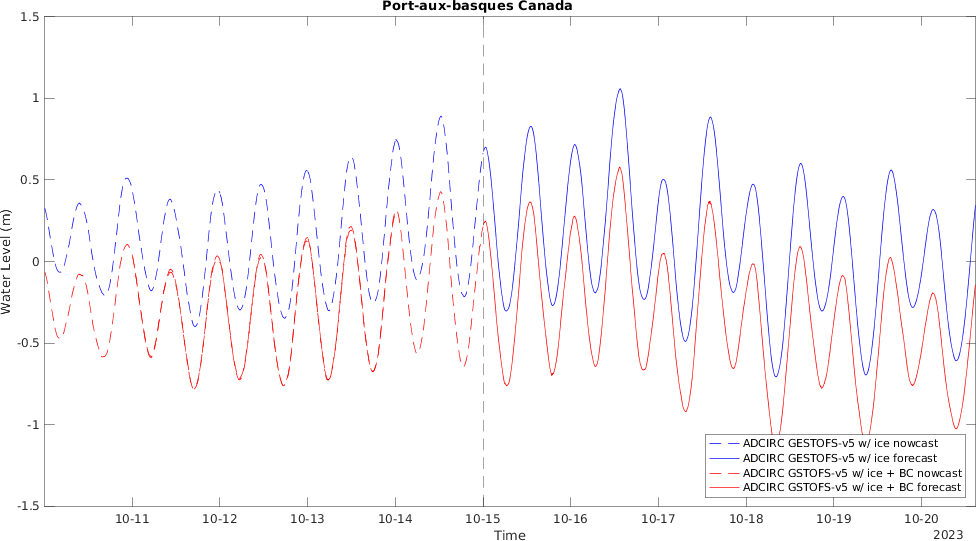 Port-aux-basques Canada
1.5
1
0.5
0
-0.5
-1
-1.5
Water Level (m)
ADCIRC GESTOFS-v5 w/ ice nowcast
ADCIRC GESTOFS-v5 w/ ice forecast
ADCIRC GSTOFS-v5 w/ ice + BC nowcast
ADCIRC GSTOFS-v5 w/ ice + BC forecast
10-11 10-12 10-13 10-14 10-15 10-16 10-17 10-18 10-19 10-20
Time
2023